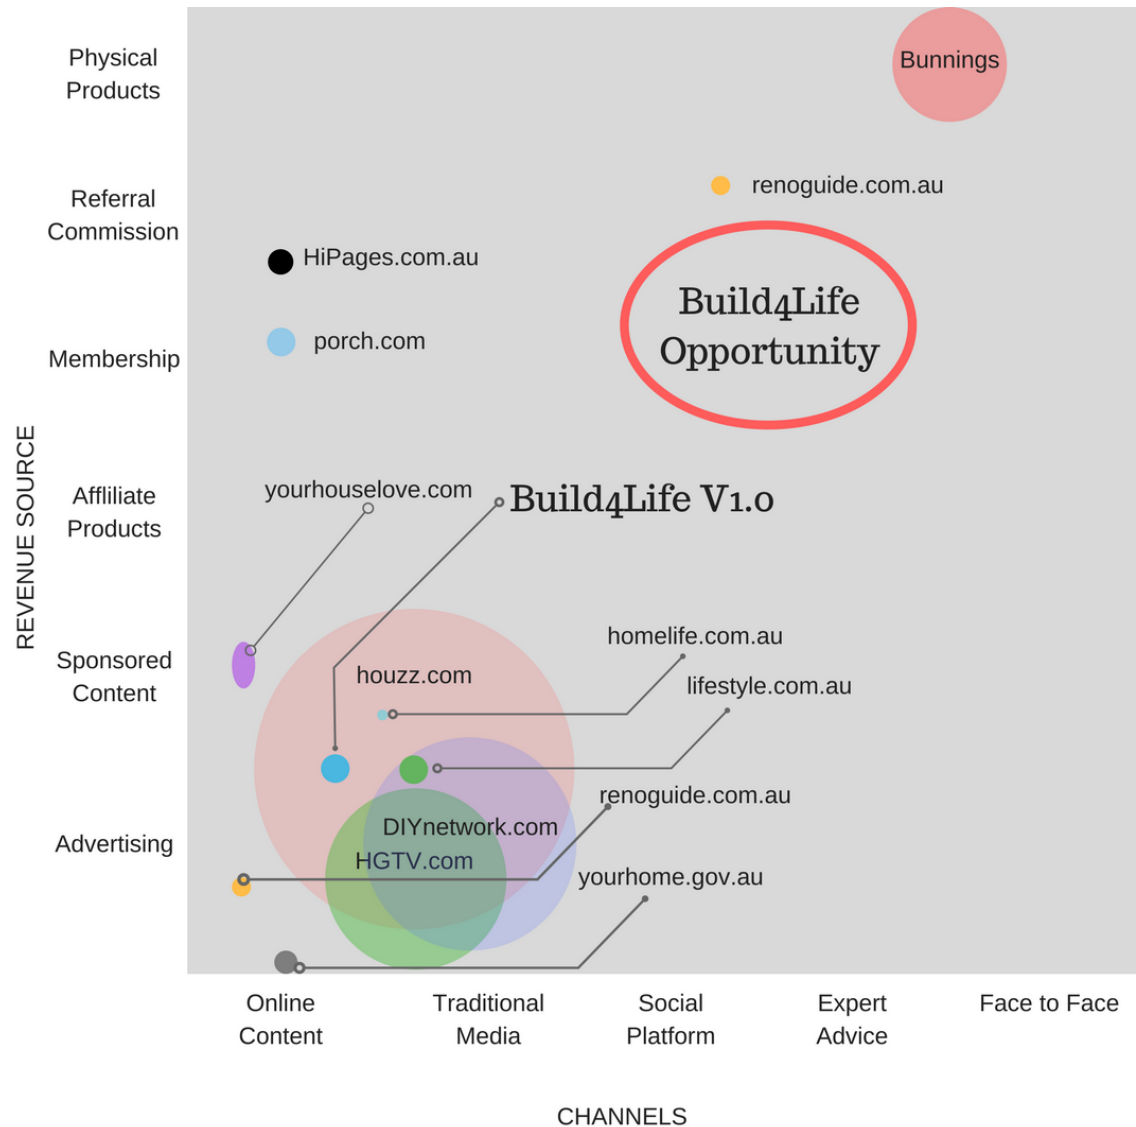 Physical
Products
Bunnings
Referral
Commission
renoguide.com.au
HiPages.com.au
Build4Life
Opportunity
porch.com
Membership
REVENUE SOURCE
Affliliate
Products
yourhouselove.com
Build4Life V1.0
Sponsored
Content
houzz.com
homelife.com.au
lifestyle.com.au
renoguide.com.au
Advertising
DIYnetwork.com
HGTV.com
yourhome.gov.au
Online
Content
Traditional
Media
Social
Platform
Expert
Advice
Face to Face
CHANNELS